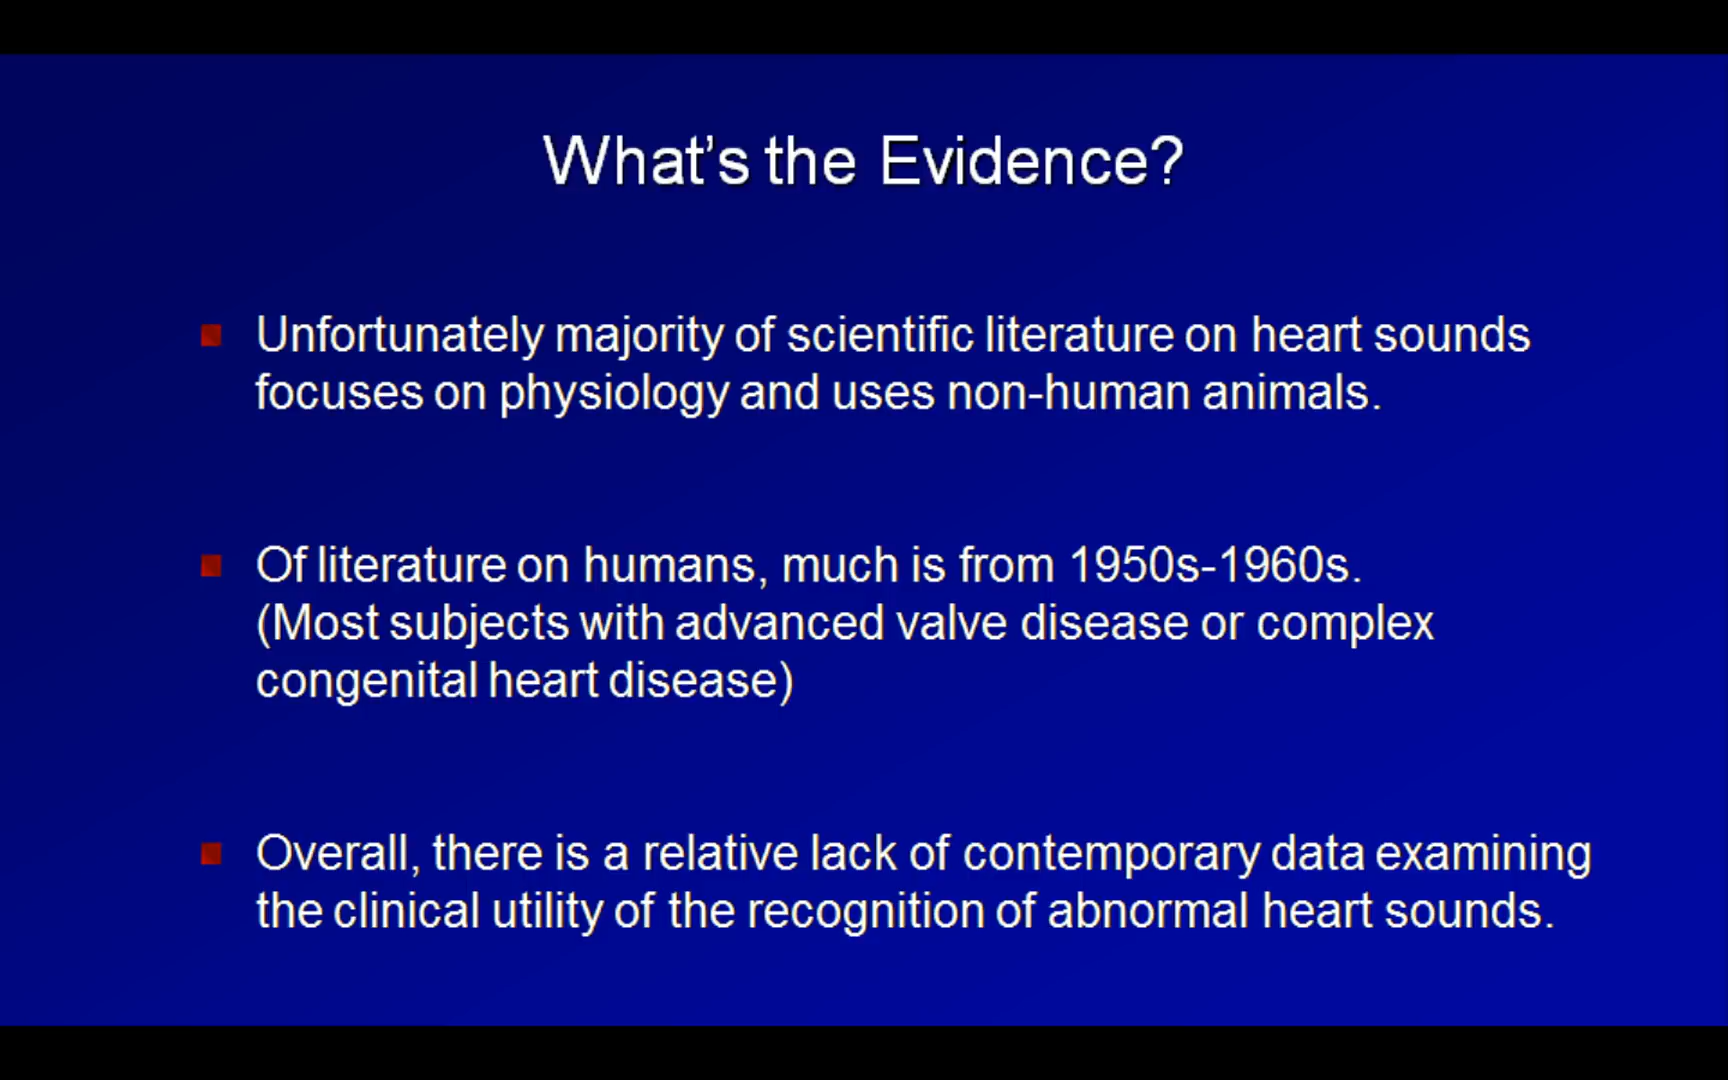 What's the Evidence?
Unfortunately majority of scientific literature on heart sounds
focuses on physiology and uses non-human animals.
Of literature on humans, much is from 1950s-1960s.
(Most subjects with advanced valve disease or complex
congenital heart disease)
Overall, there is a relative lack of contemporary data examining
the clinical utility of the recognition of abnormal heart sounds.